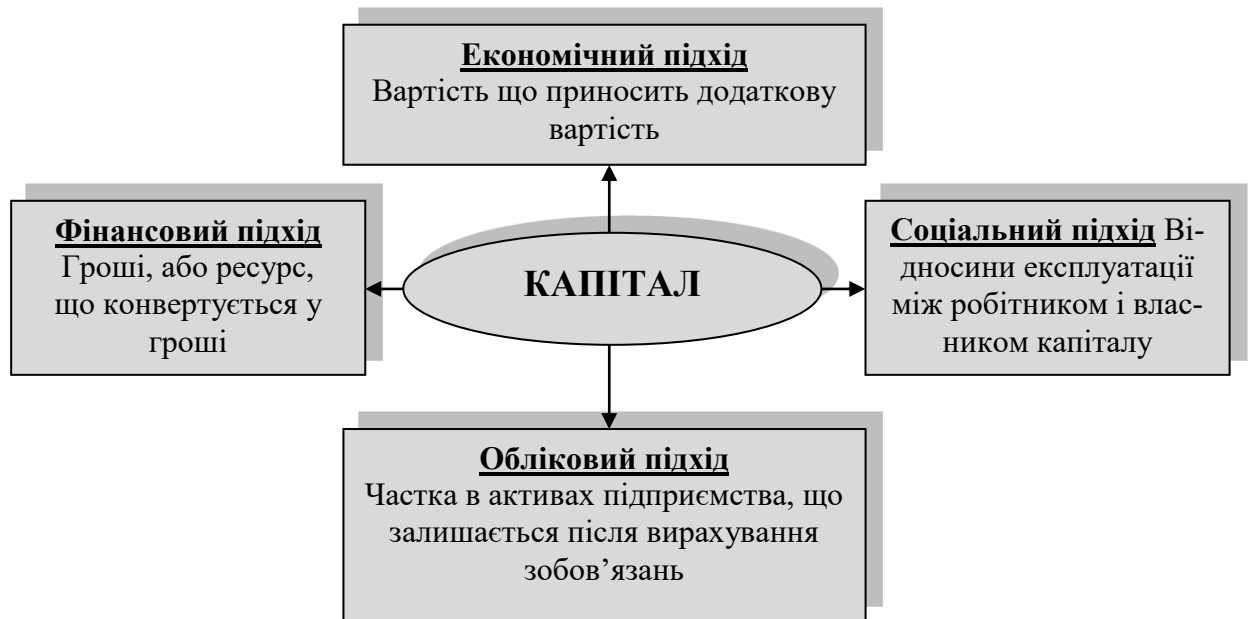 Економічний підхід
Вартість що приносить додаткову
вартість
Фінансовий підхід
Гроші, або ресурс,
що конвертується у
гроші
КАПІТАЛ
Соціальний підхід Ві-
дносини експлуатації
між робітником і влас-
ником капіталу
Обліковий підхід
Частка в активах підприємства, що
залишається після вирахування
зобов’язань